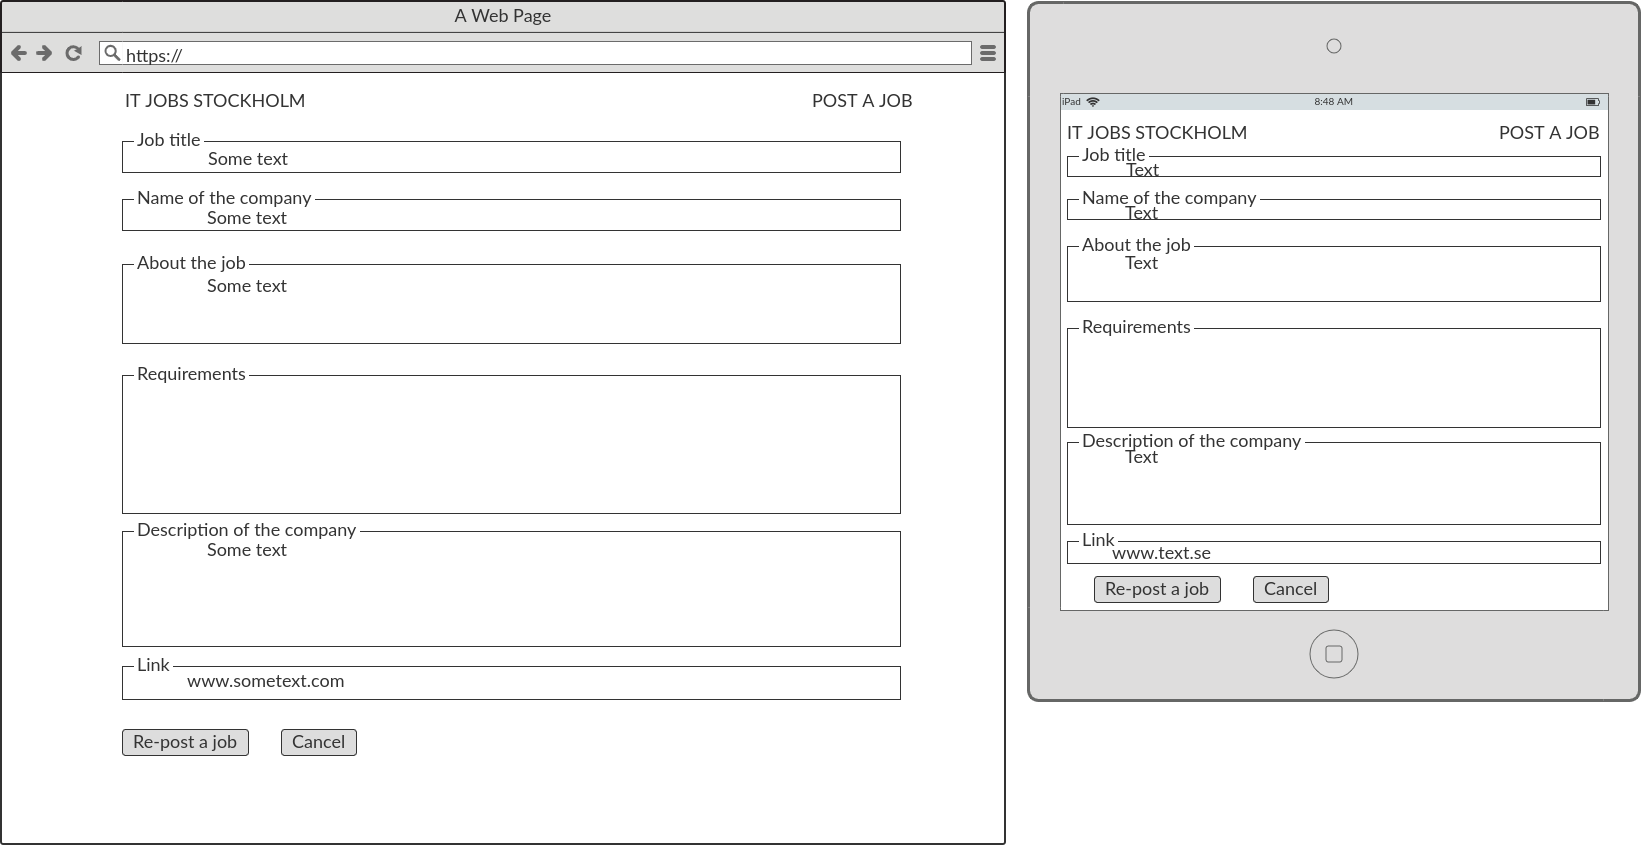 A Web Page
https://
IT JOBS STOCKHOLM
POST A JOB
Job title
Some text
Name of the company
Some text
About the job
Some text
Requirements
Description of the company
Some text
Link
www.sometext.com
Re-post a job
Cancel
iPad
8:48 AM
IT JOBS STOCKHOLM
POST A JOB
Job title
Text
Name of the company
Text
About the job
Text
Requirements
Description of the company
Text
Link
www.text.se
Re-post a job
Cancel